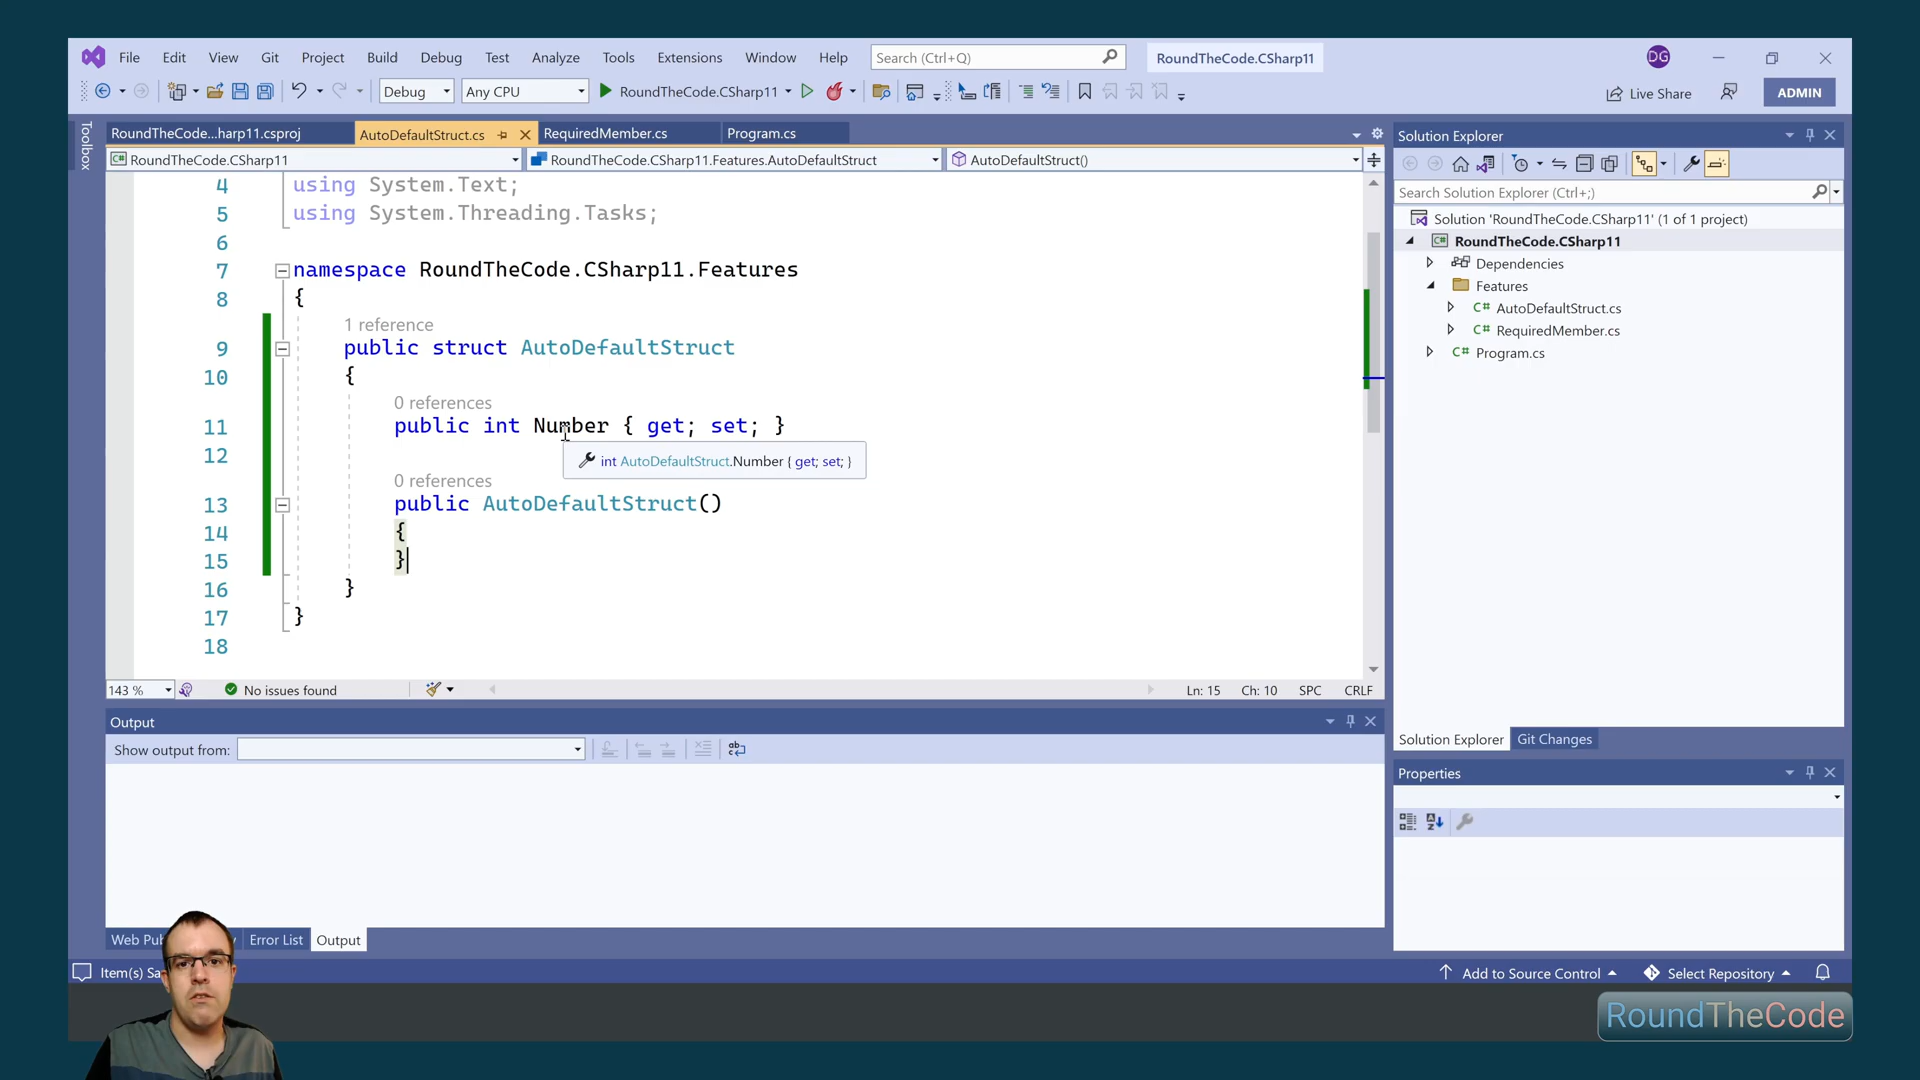 File Edit View Git Project Build Debug Test Analyze Tools Extensions Window Help Search (Ctrl+Q) RoundTheCode.CSharp11 DG
Debug Any CPU RoundTheCode.CSharp11 Live Share ADMIN
Toolbox
RoundTheCode...harp11.csproj AutoDefaultStruct.cs RequiredMember.cs Program.cs
RoundTheCode.CSharp11 RoundTheCode.CSharp11.Features.AutoDefaultStruct AutoDefaultStruct()
4 using System.Text;
5 using System.Threading.Tasks;
6
7 namespace RoundTheCode.CSharp11.Features
8 {
1 reference
9 public struct AutoDefaultStruct
10 {
0 references
11 public int Number { get; set; }
12
int AutoDefaultStruct.Number { get; set; }
0 references
13 public AutoDefaultStruct()
14 {
15 }
16 }
17 }
18
143 % No issues found Ln: 15 Ch: 10 SPC CRLF
Output
Show output from:
Web Pu
Error List Output
Solution Explorer
Search Solution Explorer (Ctrl+;)
Solution 'RoundTheCode.CSharp11' (1 of 1 project)
RoundTheCode.CSharp11
Dependencies
Features
C# AutoDefaultStruct.cs
C# RequiredMember.cs
C# Program.cs
Solution Explorer Git Changes
Properties
Item(s) Sa
Add to Source Control Select Repository
RoundTheCode